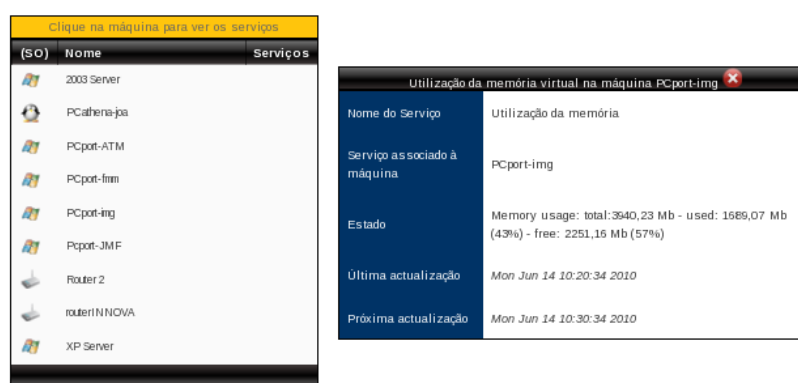 Clique na máquina para ver os serviços
(SO) Nome Serviços
2003 Server
PCathena-joa
PCport-ATM
PCport-fmm
PCport-img
Pcport-JMF
Router 2
routerINNOVA
XP Server
Utilização da memória virtual na máquina PCport-img
Nome do Serviço Utilização da memória
Serviço associado à
máquina
PCport-img
Estado
Memory usage: total:3940,23 Mb - used: 1689,07 Mb
(43%) - free: 2251,16 Mb (57%)
Última actualização Mon Jun 14 10:20:34 2010
Próxima actualização Mon Jun 14 10:30:34 2010